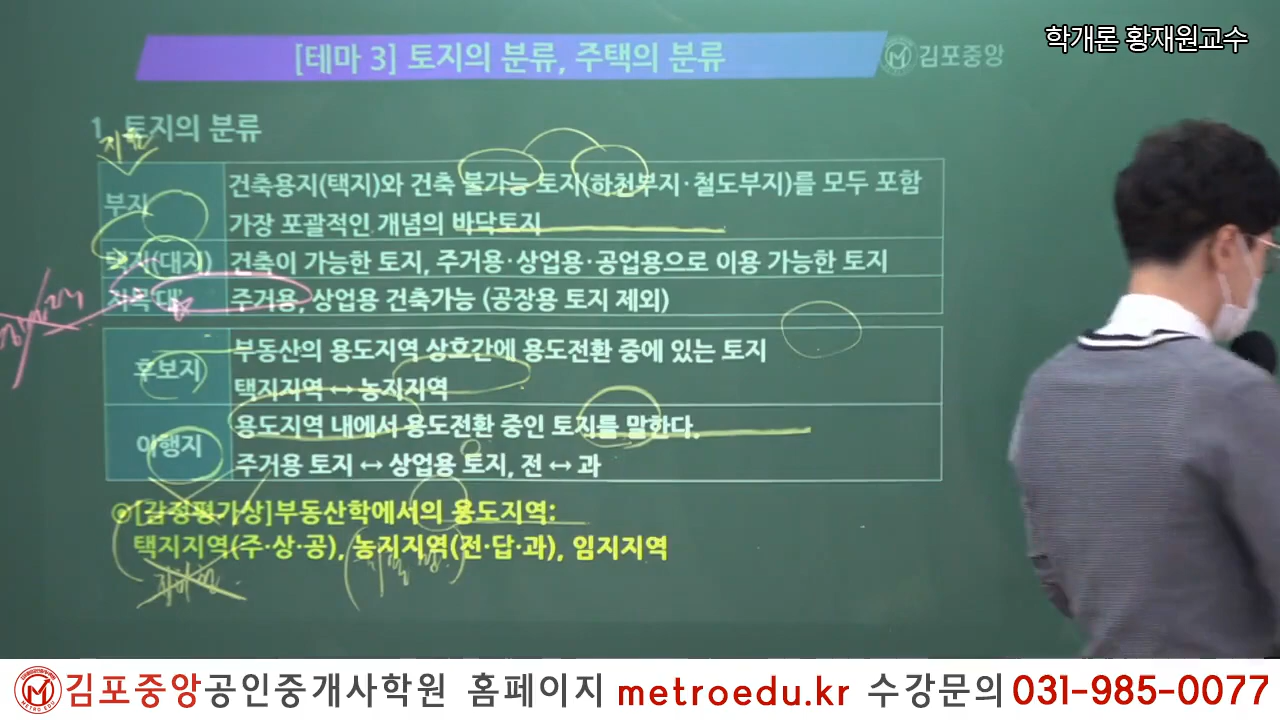 학개론 황재원교수
[테마 3] 토지의 분류, 주택의 분류
김포중앙
1. 토지의 분류
부지
건축용지(택지)와 건축 불가능 토지(하천부지·철도부지)를 모두 포함
가장 포괄적인 개념의 바닥토지
택지(대지)
건축이 가능한 토지, 주거용·상업용·공업용으로 이용 가능한 토지
지목'대'
주거용, 상업용 건축가능 (공장용 토지 제외)
후보지
부동산의 용도지역 상호간에 용도전환 중에 있는 토지
택지지역 ↔ 농지지역
이행지
용도지역 내에서 용도전환 중인 토지를 말한다.
주거용 토지 ↔ 상업용 토지, 전 ↔ 과
◉[감정평가상]부동산학에서의 용도지역:
택지지역(주·상·공), 농지지역(전·답·과), 임지지역
METRO EDU
김포중앙공인중개사학원 홈페이지 metroedu.kr 수강문의 031-985-0077